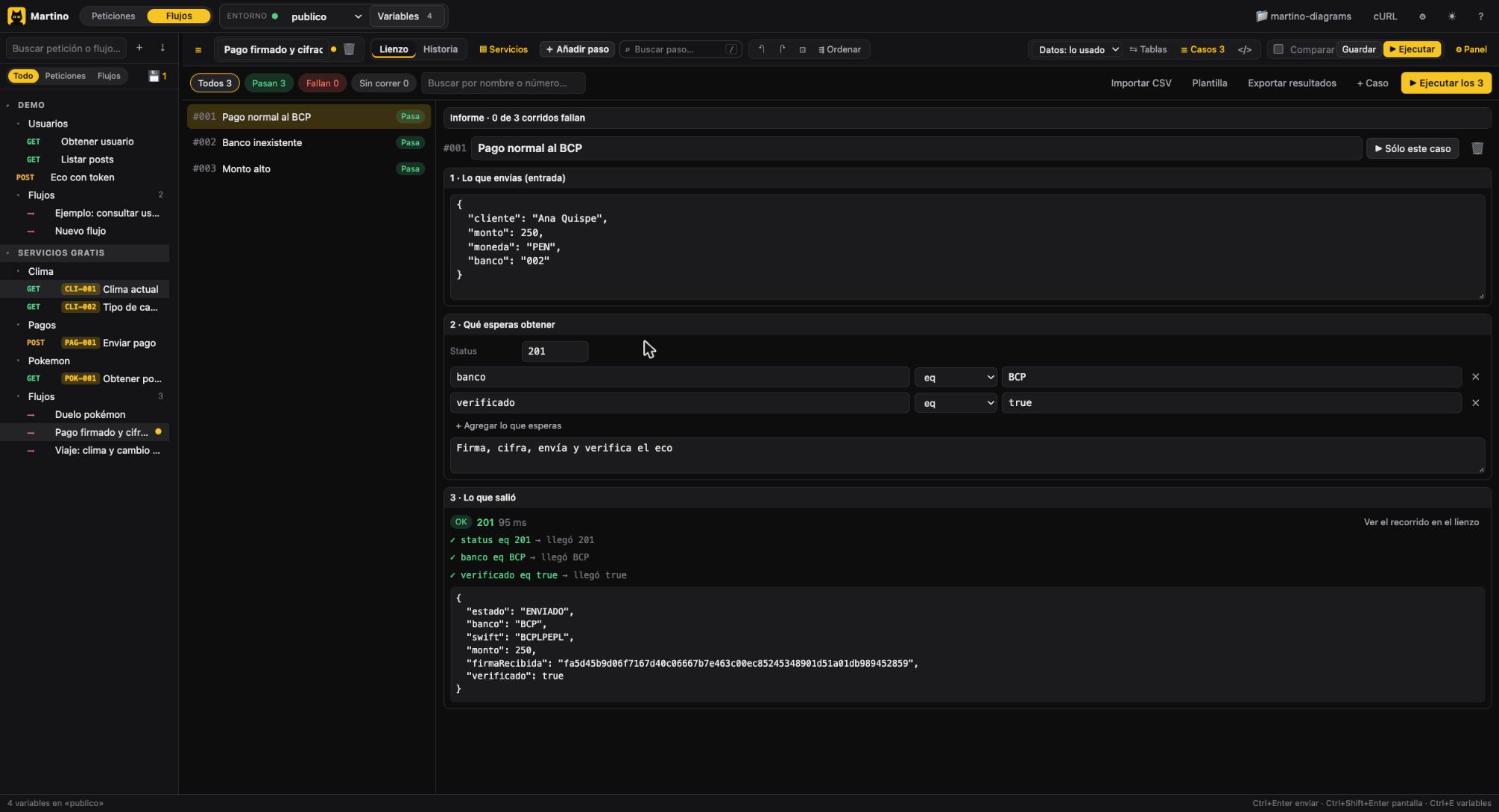 Martino Peticiones Flujos ENTORNO publico Variables 4 martino-diagrams cURL ?
Buscar petición o flujo... + ↓
Pago firmado y cifrac Lienzo Historia Servicios + Añadir paso Buscar paso... / Ordenar Datos: lo usado Tablas Casos 3 </> Comparar Guardar Ejecutar Panel
Todo Peticiones Flujos 1
Todos 3 Pasan 3 Fallan 0 Sin correr 0 Buscar por nombre o número... Importar CSV Plantilla Exportar resultados + Caso Ejecutar los 3
DEMO
Usuarios
GET Obtener usuario
GET Listar posts
POST Eco con token
Flujos 2
Ejemplo: consultar us...
Nuevo flujo
SERVICIOS GRATIS
Clima
GET CLI-001 Clima actual
GET CLI-002 Tipo de ca...
Pagos
POST PAG-001 Enviar pago
Pokemon
GET POK-001 Obtener po...
Flujos 3
Duelo pokémon
Pago firmado y cifr...
Viaje: clima y cambio ...
#001 Pago normal al BCP Pasa
#002 Banco inexistente Pasa
#003 Monto alto Pasa
Informe · 0 de 3 corridos fallan
#001 Pago normal al BCP Sólo este caso
1 · Lo que envías (entrada)
{
"cliente": "Ana Quispe",
"monto": 250,
"moneda": "PEN",
"banco": "002"
}
2 · Qué esperas obtener
Status 201
banco eq BCP ×
verificado eq true ×
+ Agregar lo que esperas
Firma, cifra, envía y verifica el eco
3 · Lo que salió
OK 201 95 ms Ver el recorrido en el lienzo
✓ status eq 201 → llegó 201
✓ banco eq BCP → llegó BCP
✓ verificado eq true → llegó true
{
"estado": "ENVIADO",
"banco": "BCP",
"swift": "BCPLPEPL",
"monto": 250,
"firmaRecibida": "fa5d45b9d06f7167d40c06667b7e463c00ec85245348901d51a01db989452859",
"verificado": true
}
4 variables en «publico» Ctrl+Enter enviar · Ctrl+Shift+Enter pantalla · Ctrl+E variables